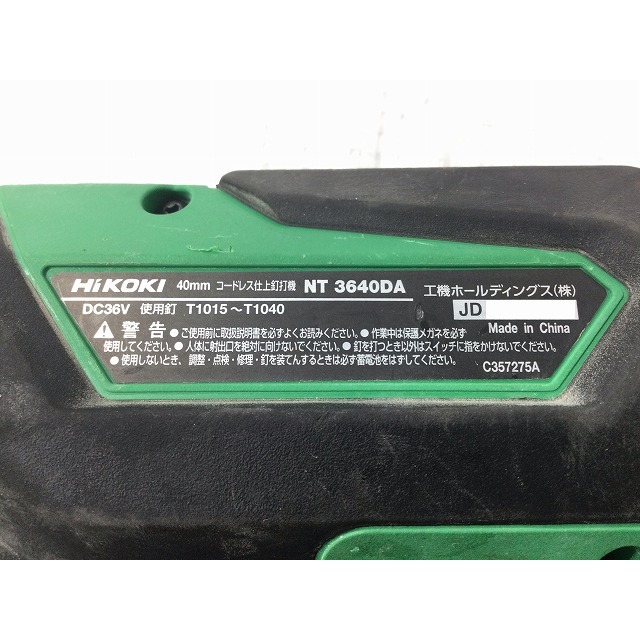 HiKOKI 40mm コードレス仕上釘打機 NT 3640DA
DC36V 使用釘 T1015～T1040
⚠ 警告 ●ご使用前に取扱説明書を必ずよくお読みください。●作業中は保護メガネを必ず
使用してください。●人体に射出口を絶対に向けないでください。●釘を打つとき以外はスイッチに指をかけないでください。
●使用しないとき、調整・点検・修理・釘を装てんするときは必ず蓄電池をはずしてください。
工機ホールディングス(株)
JD
Made in China
C357275A